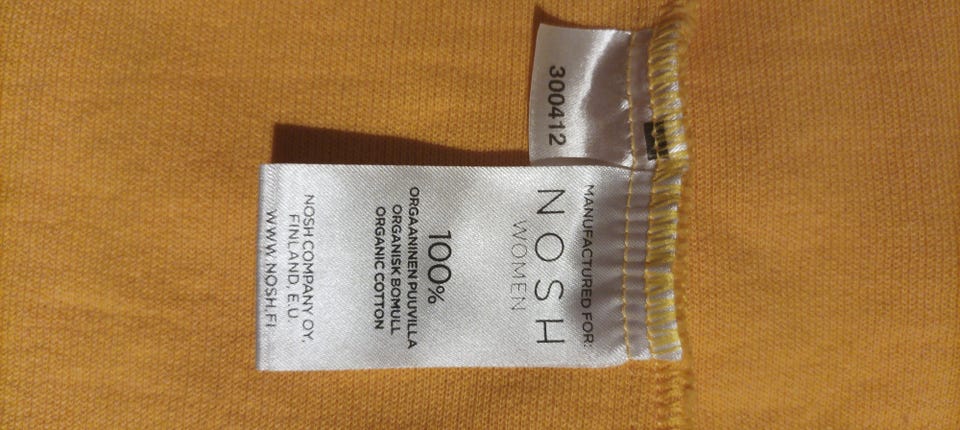 300412
MANUFACTURED FOR:
NOSH
WOMEN
100%
ORGAANINEN PUUVILLA
ORGANISK BOMULL
ORGANIC COTTON
NOSH COMPANY OY,
FINLAND, E.U.
WWW.NOSH.FI